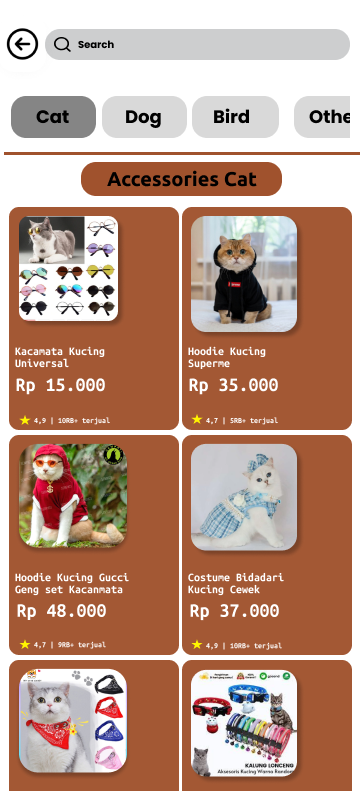 Search
Cat
Dog
Bird
Othe
Accessories Cat
Kacamata Kucing
Universal
Rp 15.000
4,9 | 10RB+ terjual
Hoodie Kucing
Superme
Rp 35.000
4,7 | 5RB+ terjual
Hoodie Kucing Gucci
Geng set Kacanmata
Rp 48.000
4,7 | 9RB+ terjual
Costume Bidadari
Kucing Cewek
Rp 37.000
4,9 | 10RB+ terjual
KALUNG LONCENG
Aksesoris Kucing Warna Random